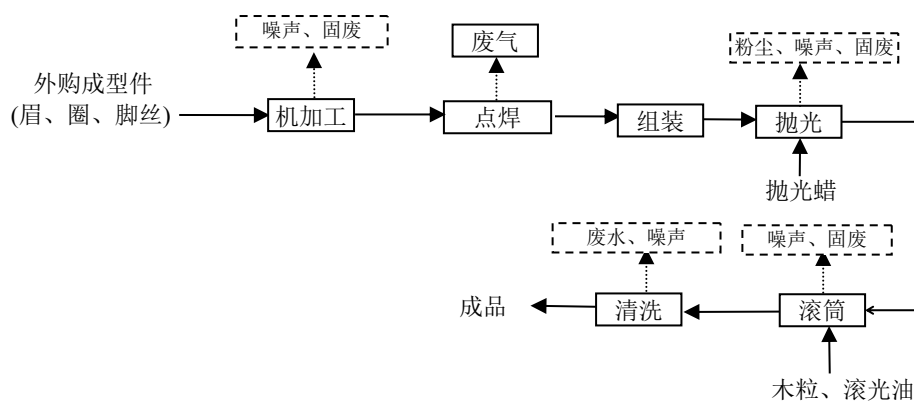 噪声、固废
废气
粉尘、噪声、固废
外购成型件
(眉、圈、脚丝)
机加工
点焊
组装
抛光
抛光蜡
废水、噪声
噪声、固废
成品
清洗
滚筒
木粒、滚光油